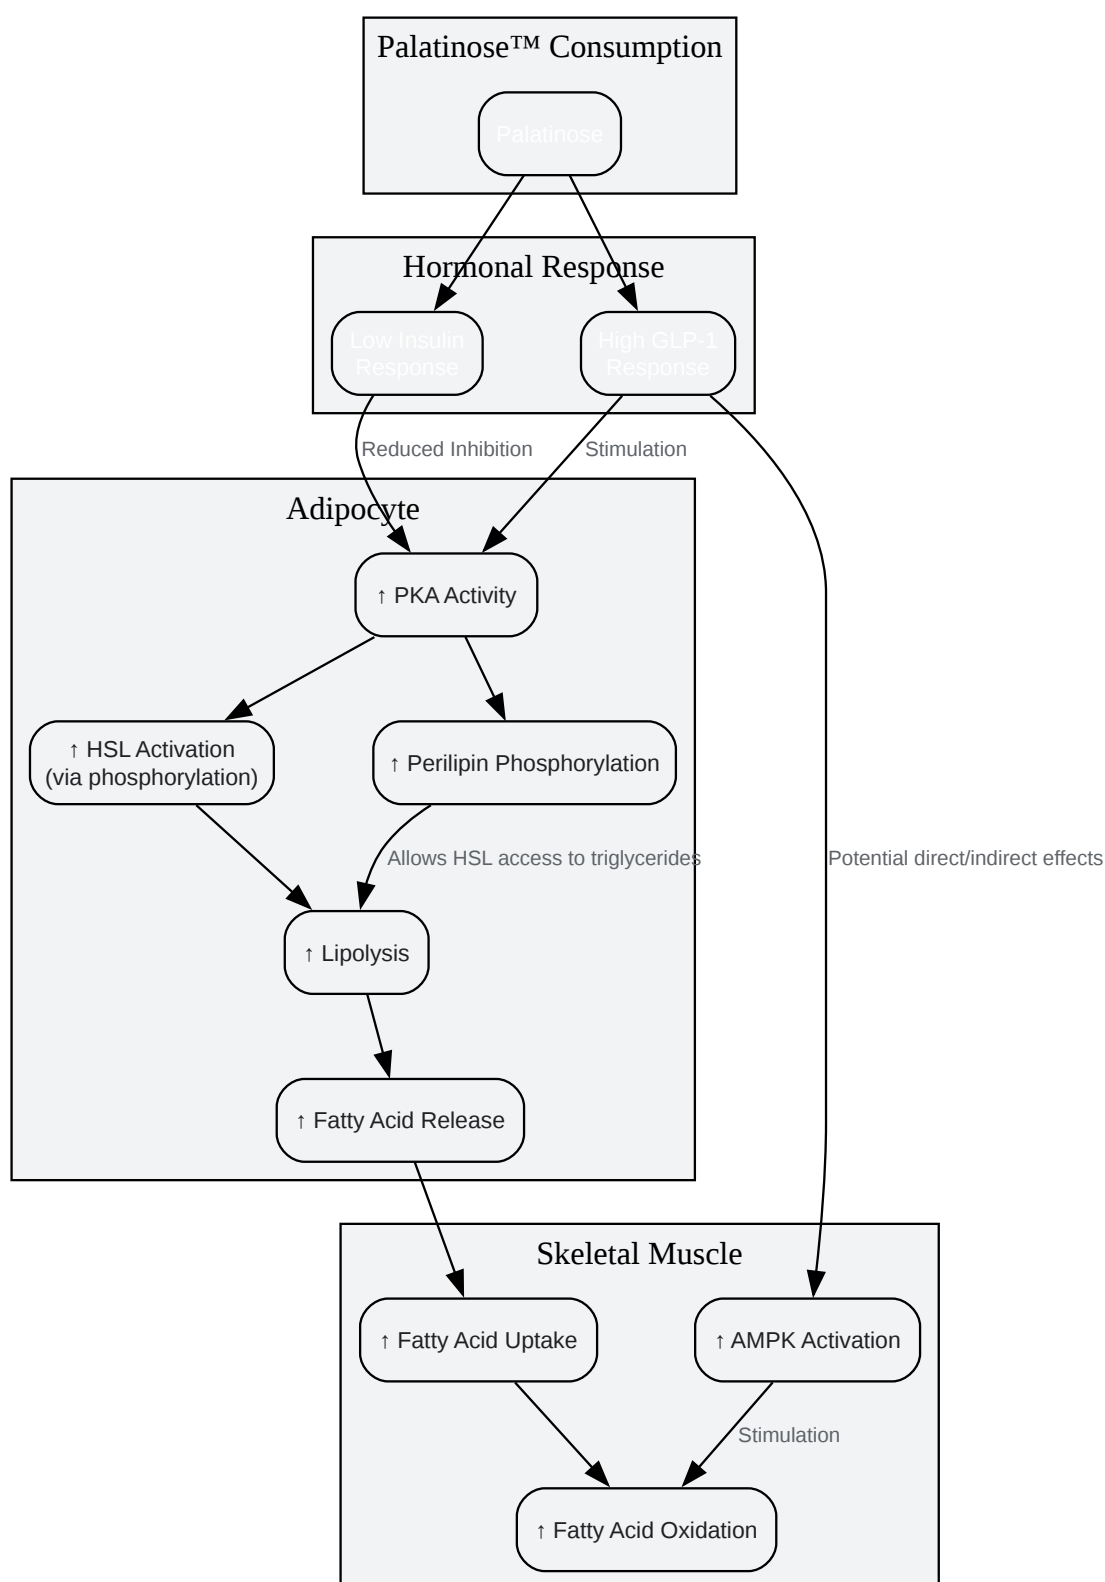 Palatinose™ Consumption
Palatinose
Hormonal Response
Low Insulin
Response
High GLP-1
Response
Reduced Inhibition
Stimulation
Adipocyte
↑ PKA Activity
↑ HSL Activation
(via phosphorylation)
↑ Perilipin Phosphorylation
Allows HSL access to triglycerides
Potential direct/indirect effects
↑ Lipolysis
↑ Fatty Acid Release
Skeletal Muscle
↑ Fatty Acid Uptake
↑ AMPK Activation
Stimulation
↑ Fatty Acid Oxidation